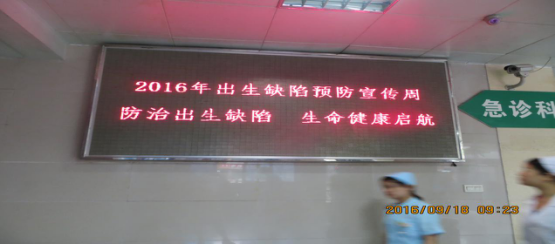 2016年出生缺陷预防宣传周
防治出生缺陷 生命健康启航
急诊科
2016/09/18 09:23